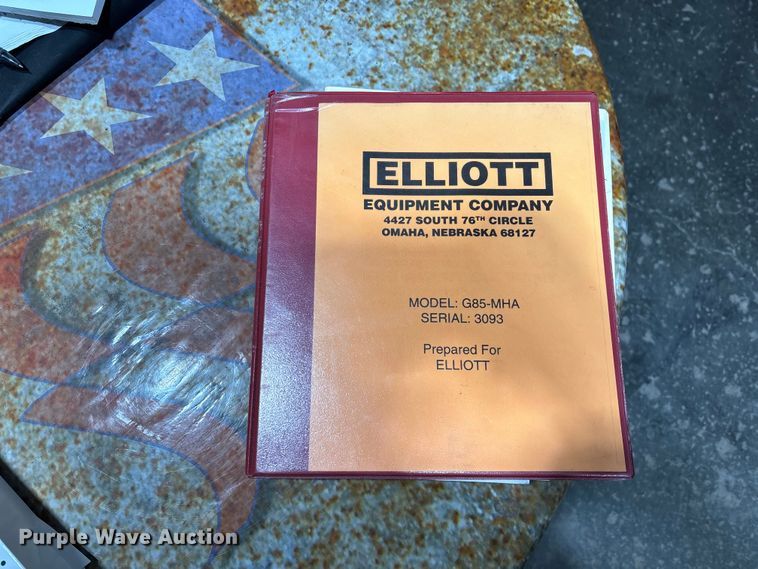 ELLIOTT
EQUIPMENT COMPANY
4427 SOUTH 76TH CIRCLE
OMAHA, NEBRASKA 68127
MODEL: G85-MHA
SERIAL: 3093
Prepared For
ELLIOTT
Purple Wave Auction®